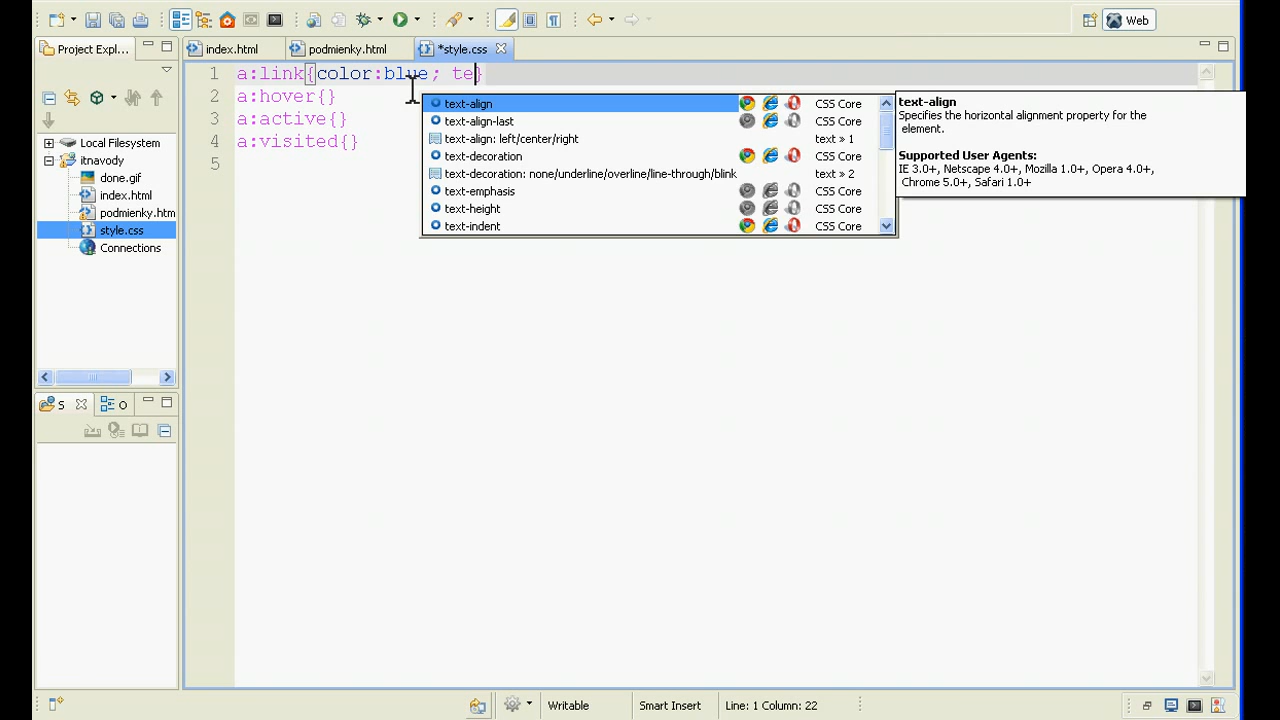 Web
Project Expl...
index.html
podmienky.html
*style.css
1 a:link{color:blue; te}
2 a:hover{}
3 a:active{}
4 a:visited{}
5
Local Filesystem
itnavody
done.gif
index.html
podmienky.htm
style.css
Connections
text-align CSS Core
text-align-last CSS Core
text-align: left/center/right text » 1
text-decoration CSS Core
text-decoration: none/underline/overline/line-through/blink text » 2
text-emphasis CSS Core
text-height CSS Core
text-indent CSS Core
text-align
Specifies the horizontal alignment property for the
element.
Supported User Agents:
IE 3.0+, Netscape 4.0+, Mozilla 1.0+, Opera 4.0+,
Chrome 5.0+, Safari 1.0+
S
O
Writable
Smart Insert
Line: 1 Column: 22